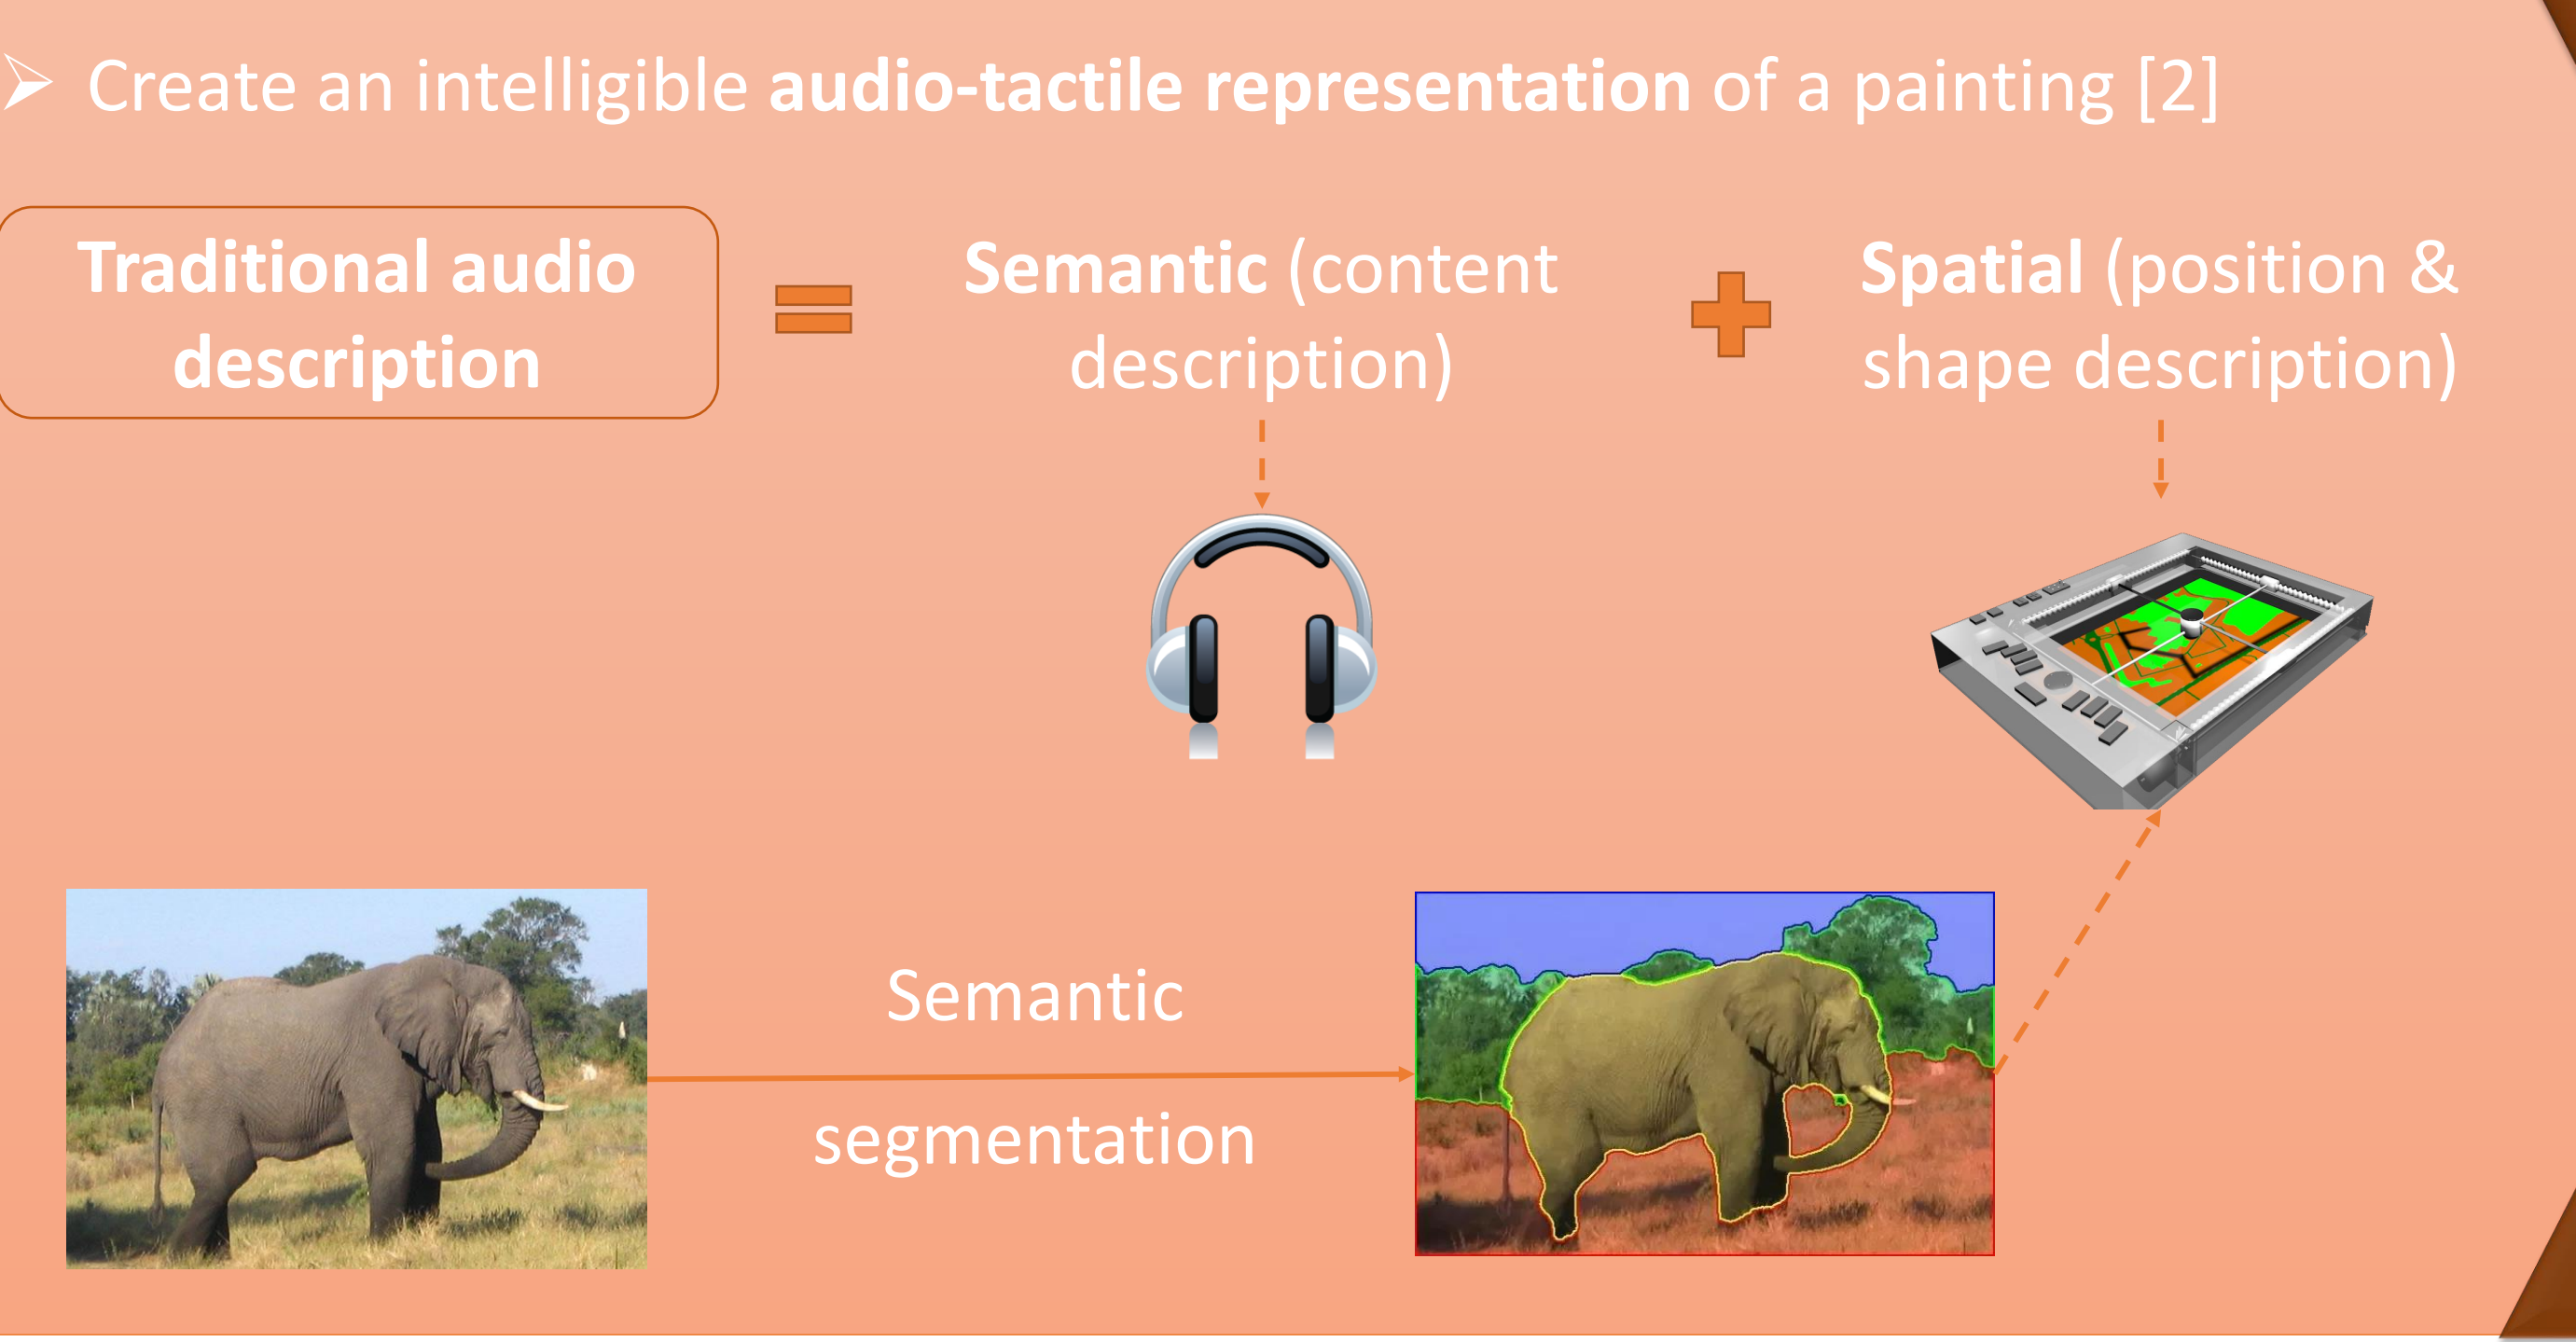 Create an intelligible audio-tactile representation of a painting [2]
Traditional audio
description
Semantic (content
description)
Spatial (position &
shape description)
Semantic
segmentation